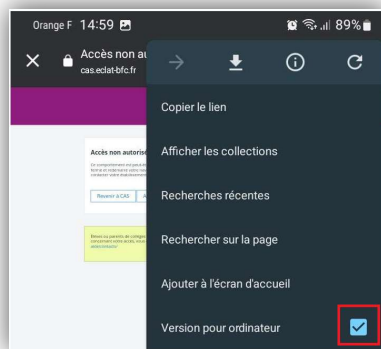 Orange F 14:59
89%
Accès non au
cas.eclat-bfc.fr
Copier le lien
Afficher les collections
Recherches récentes
Rechercher sur la page
Ajouter à l'écran d'accueil
Version pour ordinateur
Accès non autorisé
Revenir à CAS